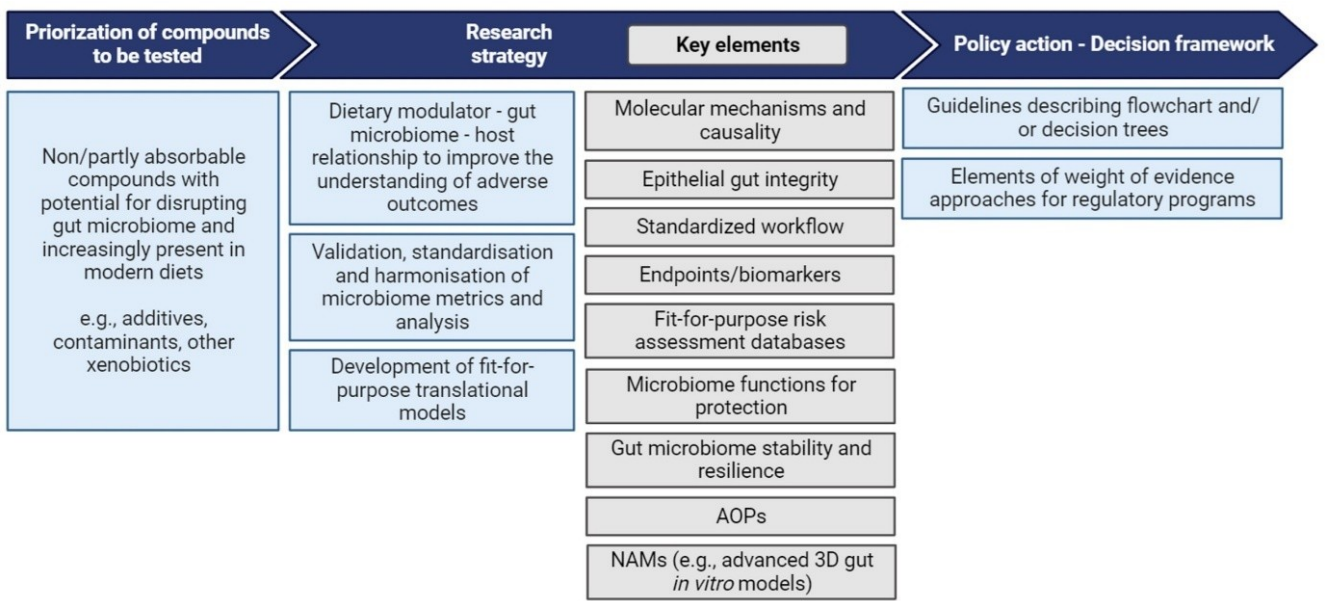 Priorization of compounds
to be tested
Research
strategy
Key elements
Policy action - Decision framework
Non/partly absorbable
compounds with
potential for disrupting
gut microbiome and
increasingly present in
modern diets
e.g., additives,
contaminants, other
xenobiotics
Dietary modulator - gut
microbiome - host
relationship to improve the
understanding of adverse
outcomes
Validation, standardisation
and harmonisation of
microbiome metrics and
analysis
Development of fit-for-
purpose translational
models
Molecular mechanisms and
causality
Epithelial gut integrity
Standardized workflow
Endpoints/biomarkers
Fit-for-purpose risk
assessment databases
Microbiome functions for
protection
Gut microbiome stability and
resilience
AOPs
NAMs (e.g., advanced 3D gut
in vitro models)
Guidelines describing flowchart and/
or decision trees
Elements of weight of evidence
approaches for regulatory programs